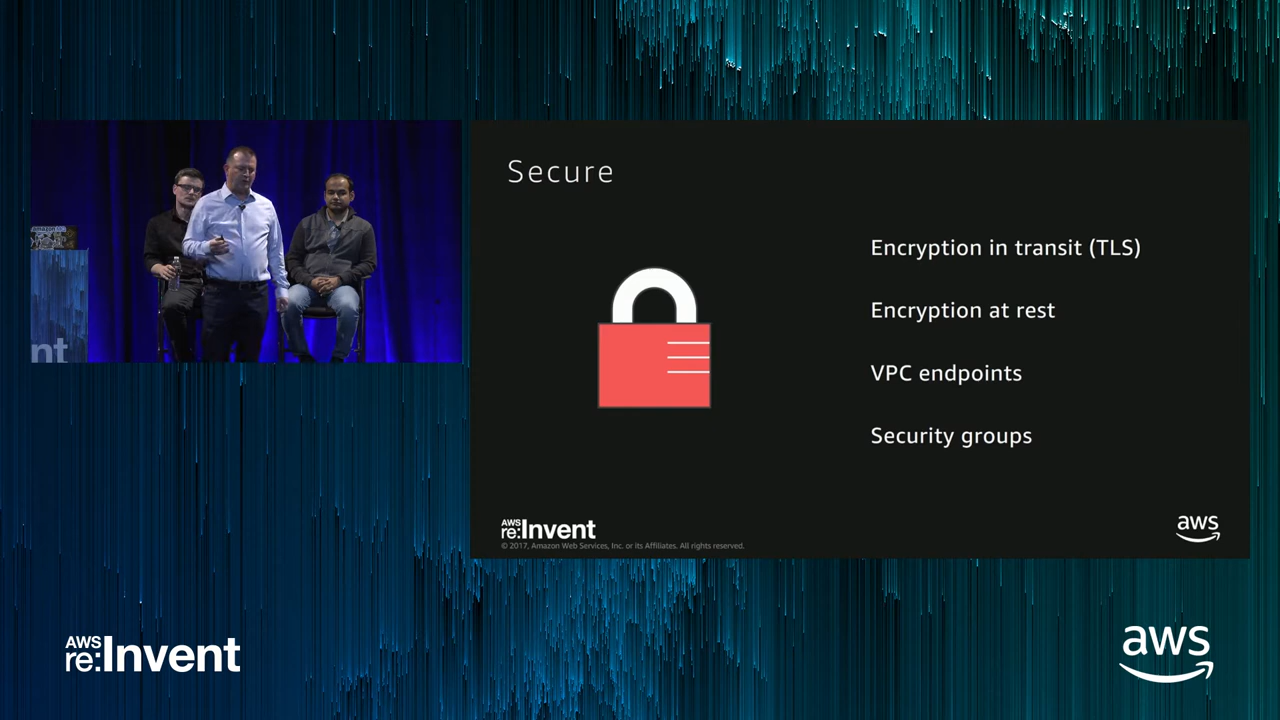 Secure
Encryption in transit (TLS)
Encryption at rest
VPC endpoints
Security groups
AWS
re:Invent
© 2017, Amazon Web Services, Inc. or its Affiliates. All rights reserved.
aws
nt
AWS
re:Invent
aws